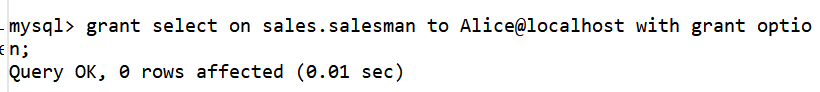 mysql> grant select on sales.salesman to Alice@localhost with grant optio
n;
Query OK, 0 rows affected (0.01 sec)